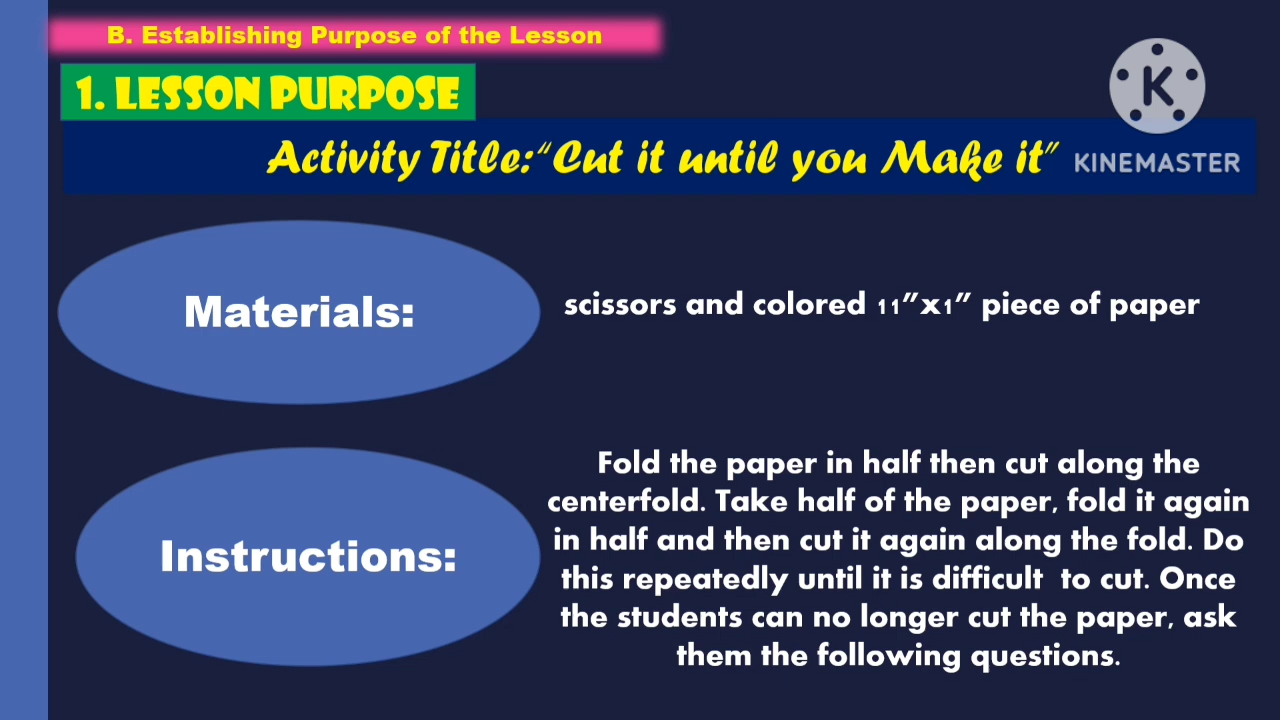 B. Establishing Purpose of the Lesson
1. LESSON PURPOSE
Activity Title:“Cut it until you Make it”
K
KINEMASTER
Materials:
scissors and colored 11”x1” piece of paper
Instructions:
Fold the paper in half then cut along the
centerfold. Take half of the paper, fold it again
in half and then cut it again along the fold. Do
this repeatedly until it is difficult to cut. Once
the students can no longer cut the paper, ask
them the following questions.